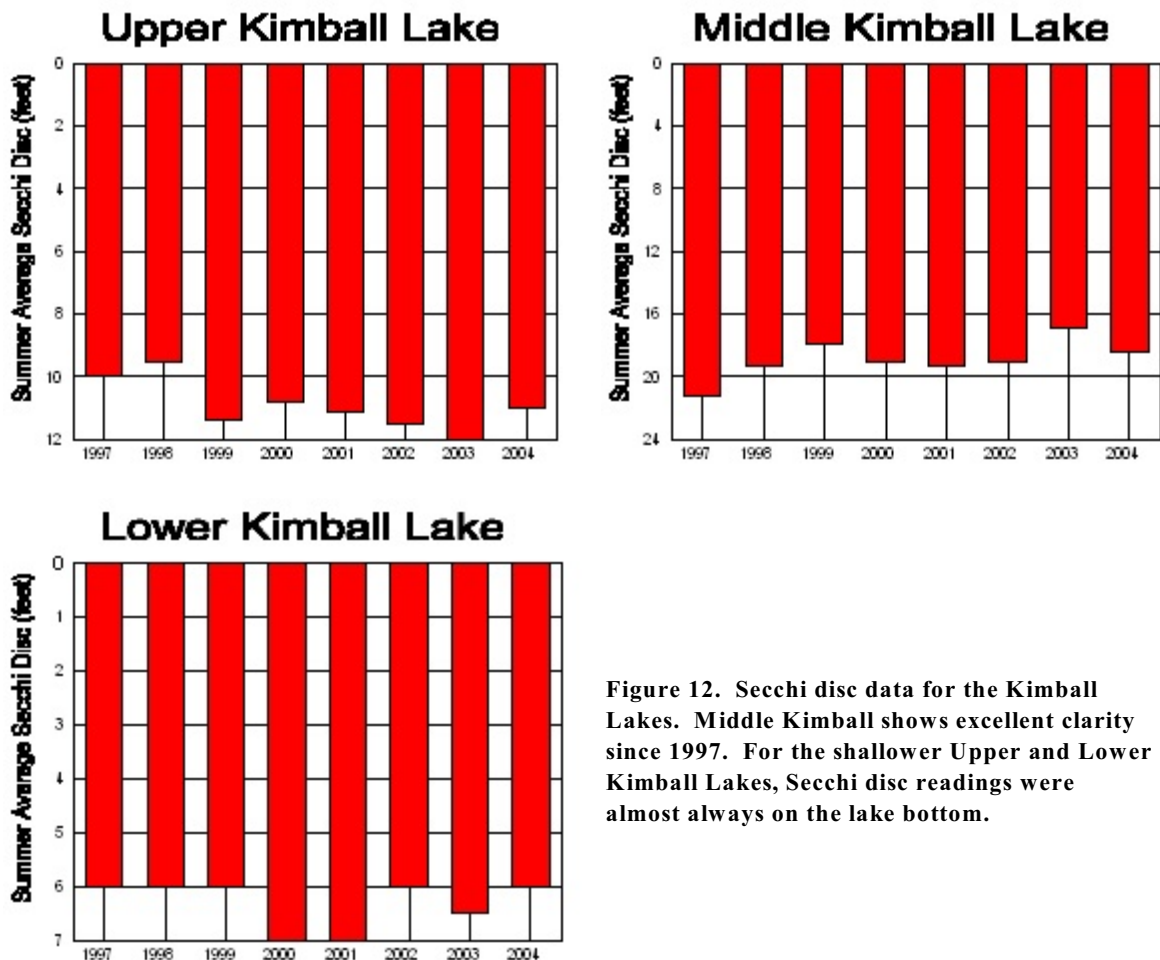 Upper Kimball Lake
Summer Average Secchi Disc (feet)
0
2
4
6
8
10
12
1997 1998 1999 2000 2001 2002 2003 2004
Middle Kimball Lake
Summer Average Secchi Disc (feet)
0
4
8
12
16
20
24
1997 1998 1999 2000 2001 2002 2003 2004
Lower Kimball Lake
Summer Average Secchi Disc (feet)
0
1
2
3
4
5
6
7
1997 1998 1999 2000 2001 2002 2003 2004
Figure 12. Secchi disc data for the Kimball
Lakes. Middle Kimball shows excellent clarity
since 1997. For the shallower Upper and Lower
Kimball Lakes, Secchi disc readings were
almost always on the lake bottom.